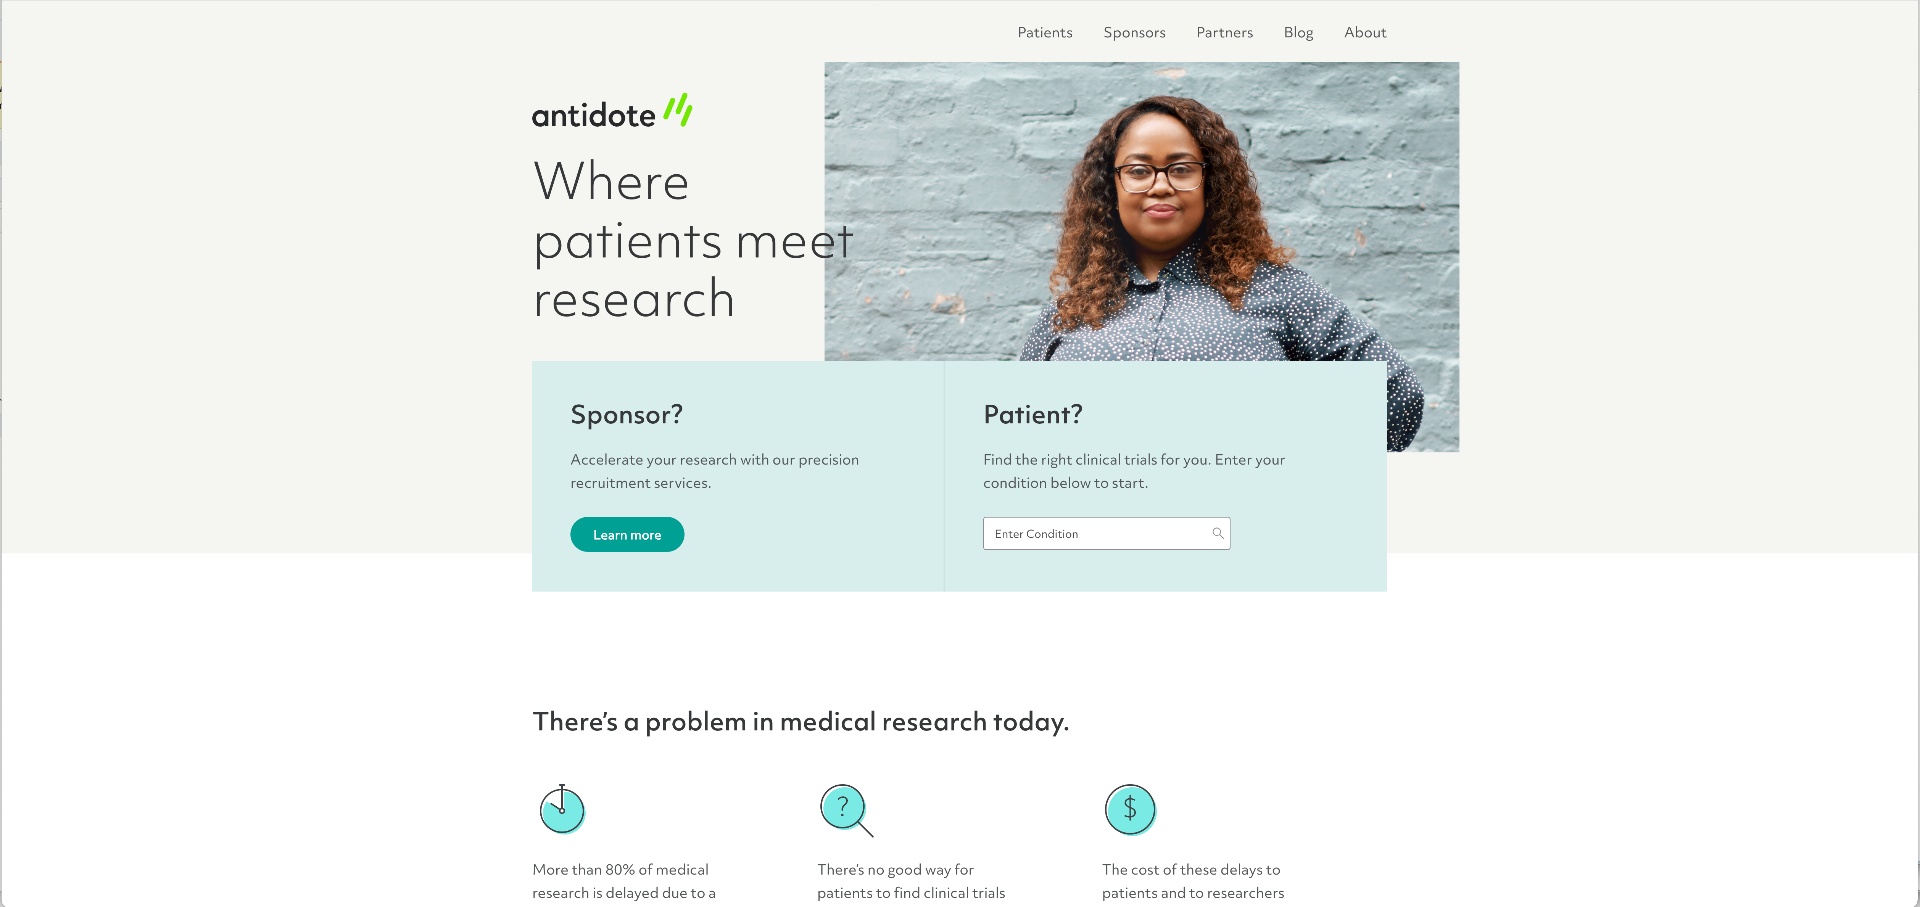 Patients Sponsors Partners Blog About
antidote
Where
patients meet
research
Sponsor?
Accelerate your research with our precision
recruitment services.
Learn more
Patient?
Find the right clinical trials for you. Enter your
condition below to start.
Enter Condition
There's a problem in medical research today.
?
$
More than 80% of medical
research is delayed due to a
There's no good way for
patients to find clinical trials
The cost of these delays to
patients and to researchers